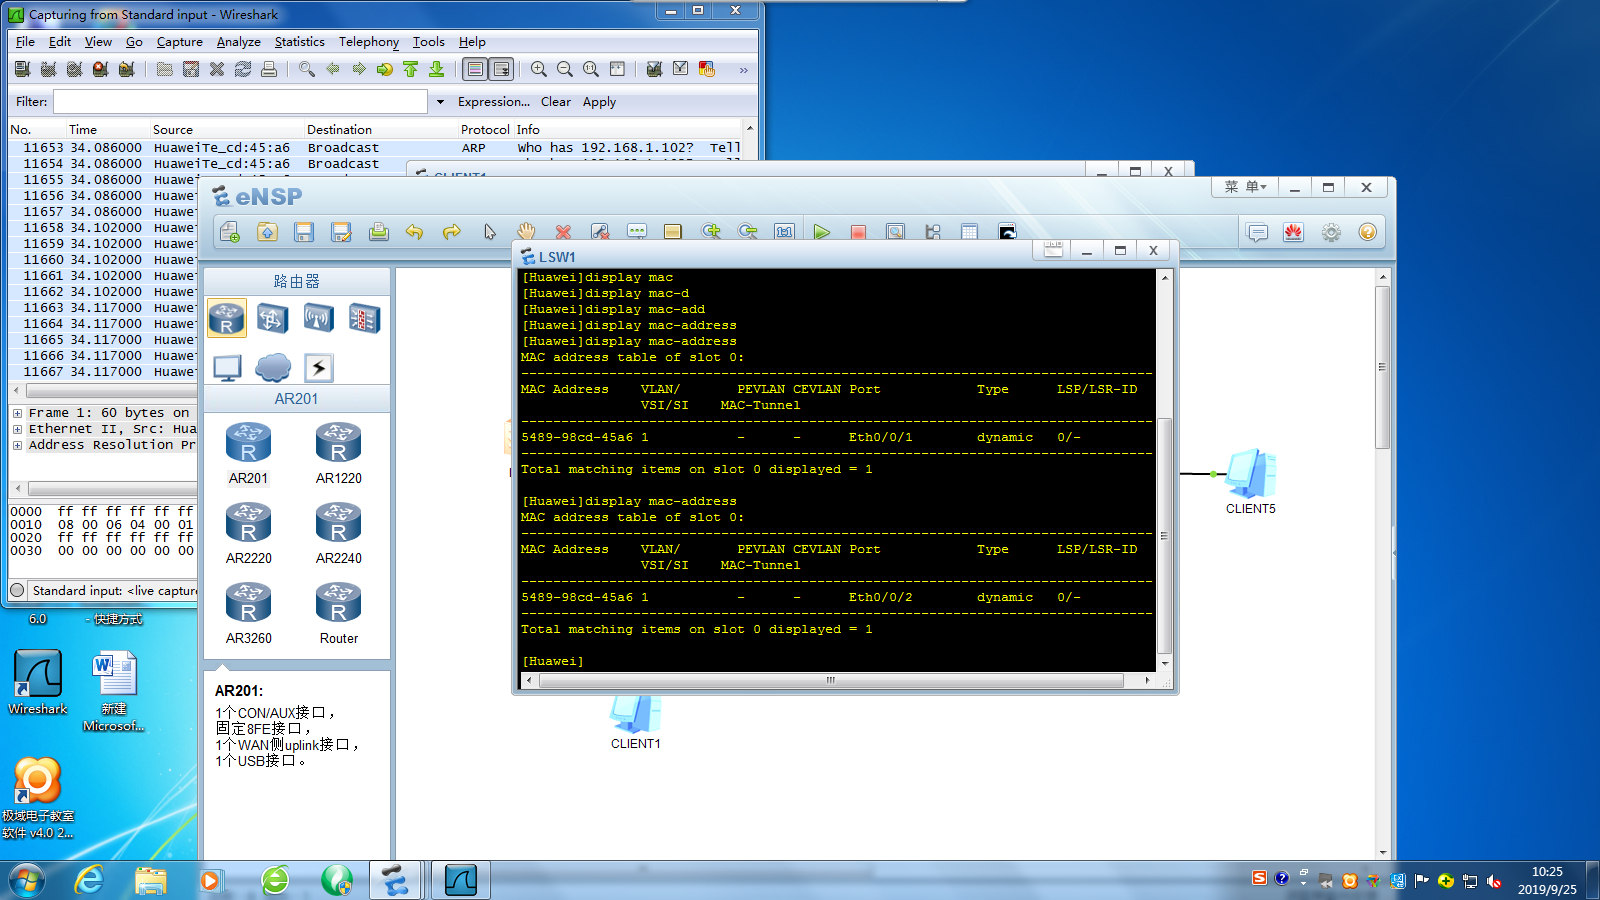 Capturing from Standard input - Wireshark
File Edit View Go Capture Analyze Statistics Telephony Tools Help
Filter: Expression... Clear Apply
No. Time Source Destination Protocol Info
11653 34.086000 HuaweiTe_cd:45:a6 Broadcast ARP Who has 192.168.1.102? Tell
11654 34.086000 HuaweiTe_cd:45:a6 Broadcast
11655 34.086000 Huawe
11656 34.086000 Huawe
11657 34.086000 Huawe
11658 34.102000 Huawe
11659 34.102000 Huawe
11660 34.102000 Huawe
11661 34.102000 Huawe
11662 34.102000 Huawe
11663 34.117000 Huawe
11664 34.117000 Huawe
11665 34.117000 Huawe
11666 34.117000 Huawe
11667 34.117000 Huawe
Frame 1: 60 bytes on
Ethernet II, Src: Hua
Address Resolution Pr
0000 ff ff ff ff ff ff
0010 08 00 06 04 00 01
0020 ff ff ff ff ff ff
0030 00 00 00 00 00 00
Standard input: <live capture
CLIENT1
eNSP
菜 单
路由器
AR201
AR201 AR1220
AR2220 AR2240
AR3260 Router
AR201:
1个CON/AUX接口，
固定8FE接口，
1个WAN侧uplink接口，
1个USB接口。
LSW1
[Huawei]display mac
[Huawei]display mac-d
[Huawei]display mac-add
[Huawei]display mac-address
[Huawei]display mac-address
MAC address table of slot 0:
-------------------------------------------------------------------------------
MAC Address VLAN/ PEVLAN CEVLAN Port Type LSP/LSR-ID
VSI/SI MAC-Tunnel
-------------------------------------------------------------------------------
5489-98cd-45a6 1 - - Eth0/0/1 dynamic 0/-
-------------------------------------------------------------------------------
Total matching items on slot 0 displayed = 1
[Huawei]display mac-address
MAC address table of slot 0:
-------------------------------------------------------------------------------
MAC Address VLAN/ PEVLAN CEVLAN Port Type LSP/LSR-ID
VSI/SI MAC-Tunnel
-------------------------------------------------------------------------------
5489-98cd-45a6 1 - - Eth0/0/2 dynamic 0/-
-------------------------------------------------------------------------------
Total matching items on slot 0 displayed = 1
[Huawei]
CLIENT5
CLIENT1
6.0
- 快捷方式
Wireshark
新建
Microsof...
极域电子教室
软件 v4.0 2...
10:25
2019/9/25